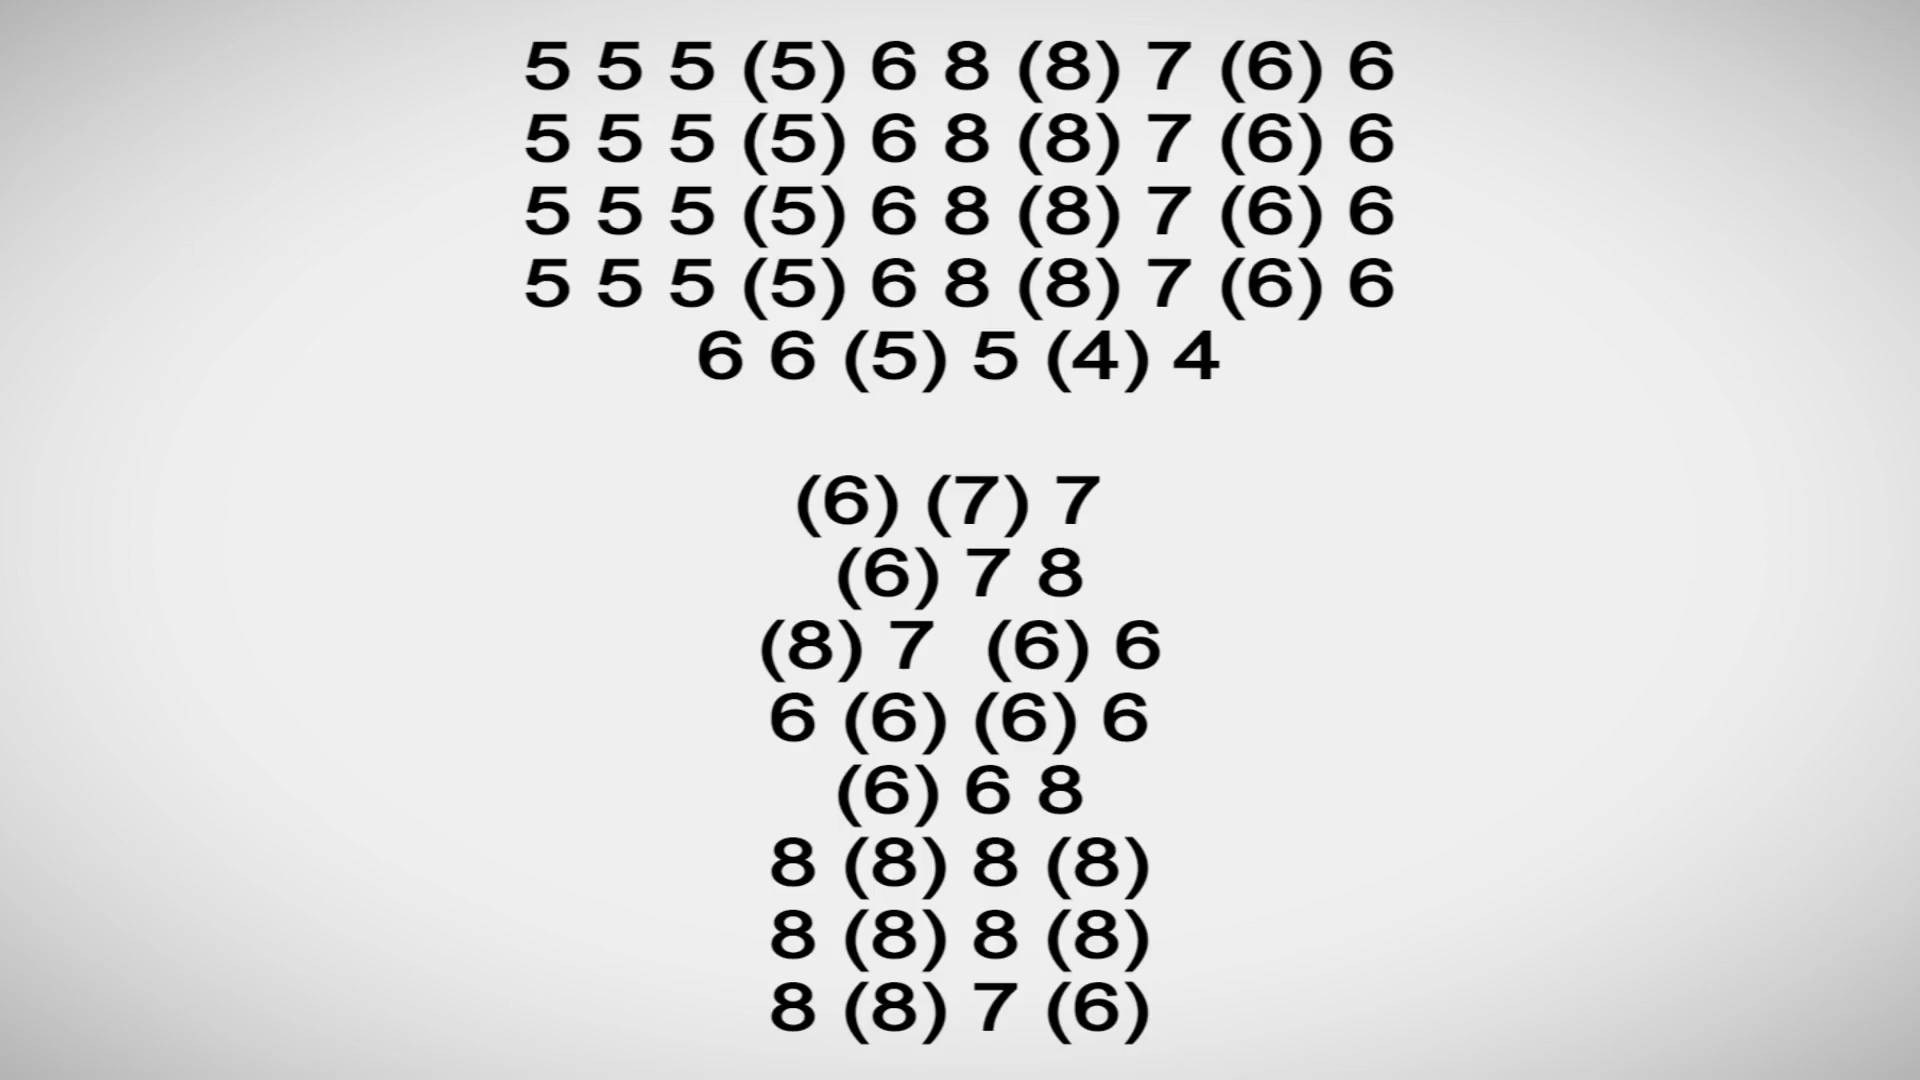 5 5 5 (5) 6 8 (8) 7 (6) 6
5 5 5 (5) 6 8 (8) 7 (6) 6
5 5 5 (5) 6 8 (8) 7 (6) 6
5 5 5 (5) 6 8 (8) 7 (6) 6
6 6 (5) 5 (4) 4
(6) (7) 7
(6) 7 8
(8) 7  (6) 6
6 (6) (6) 6
(6) 6 8
8 (8) 8 (8)
8 (8) 8 (8)
8 (8) 7 (6)